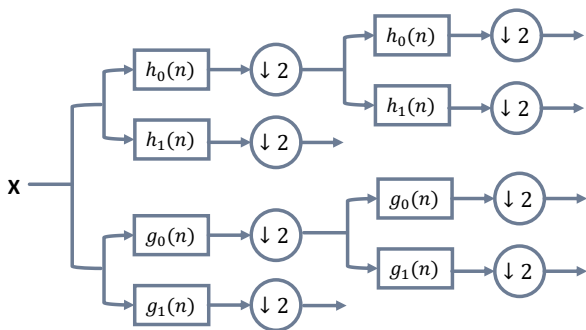 h₀(n) ↓ 2 h₀(n) ↓ 2
h₁(n) ↓ 2
h₁(n) ↓ 2
X
g₀(n) ↓ 2 g₀(n) ↓ 2
g₁(n) ↓ 2
g₁(n) ↓ 2